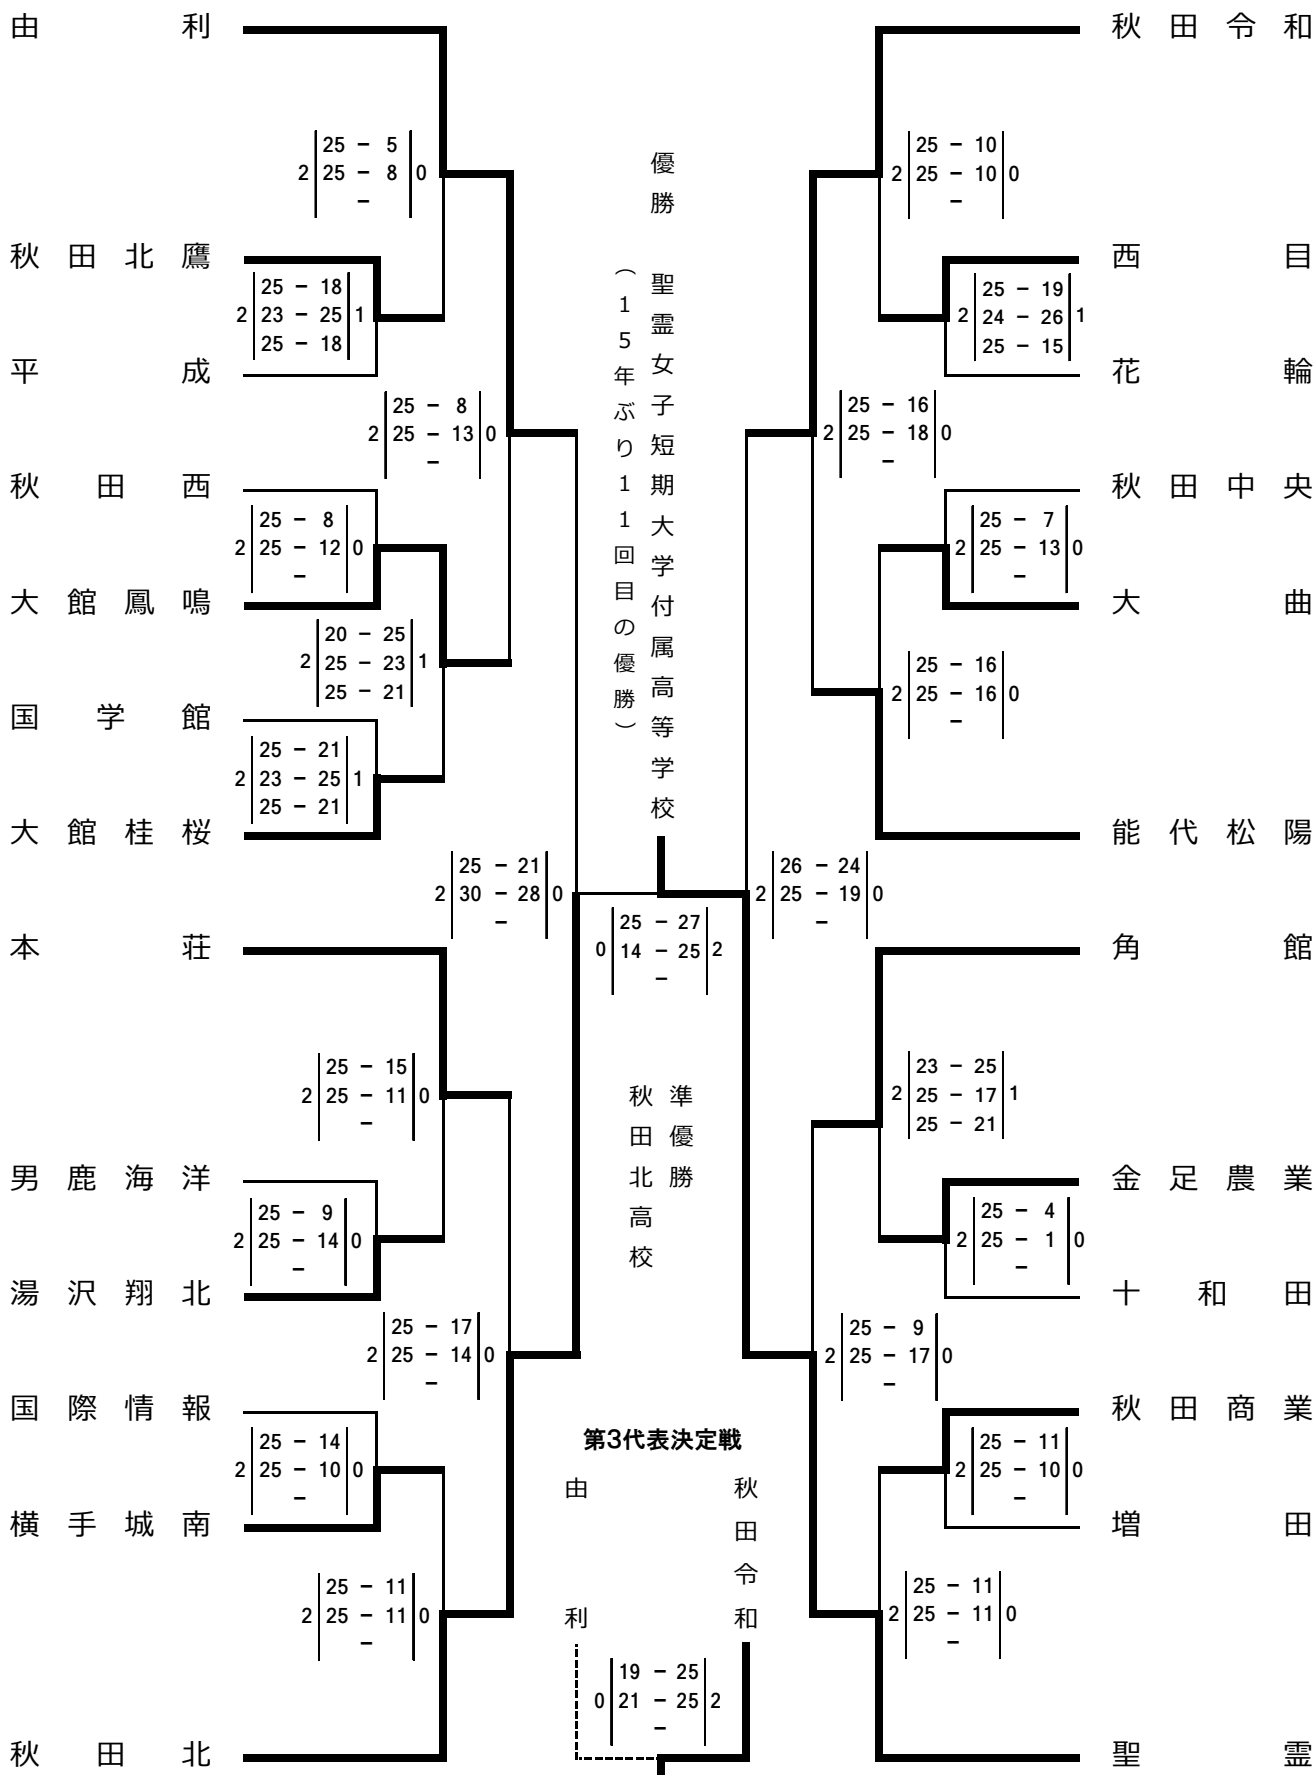 由利
25 - 5
2 25 - 8 0
-
秋田北鷹
25 - 18
2 23 - 25 1
25 - 18
平成
25 - 8
2 25 - 13 0
-
秋田西
25 - 8
2 25 - 12 0
-
大館鳳鳴
20 - 25
2 25 - 23 1
25 - 21
国学館
25 - 21
2 23 - 25 1
25 - 21
大館桂桜
25 - 21
2 30 - 28 0
-
本荘
25 - 15
2 25 - 11 0
-
男鹿海洋
25 - 9
2 25 - 14 0
-
湯沢翔北
25 - 17
2 25 - 14 0
-
国際情報
25 - 14
2 25 - 10 0
-
横手城南
25 - 11
2 25 - 11 0
-
秋田北
優勝 聖霊女子短期大学付属高等学校
(15年ぶり11回目の優勝)
25 - 27
0 14 - 25 2
-
準優勝
秋田北高校
第3代表決定戦
由利
秋田令和
19 - 25
0 21 - 25 2
-
秋田令和
25 - 10
2 25 - 10 0
-
西目
25 - 19
2 24 - 26 1
25 - 15
花輪
25 - 16
2 25 - 18 0
-
秋田中央
25 - 7
2 25 - 13 0
-
大曲
25 - 16
2 25 - 16 0
-
能代松陽
26 - 24
2 25 - 19 0
-
角館
23 - 25
2 25 - 17 1
25 - 21
金足農業
25 - 4
2 25 - 1 0
-
十和田
25 - 9
2 25 - 17 0
-
秋田商業
25 - 11
2 25 - 10 0
-
増田
25 - 11
2 25 - 11 0
-
聖霊